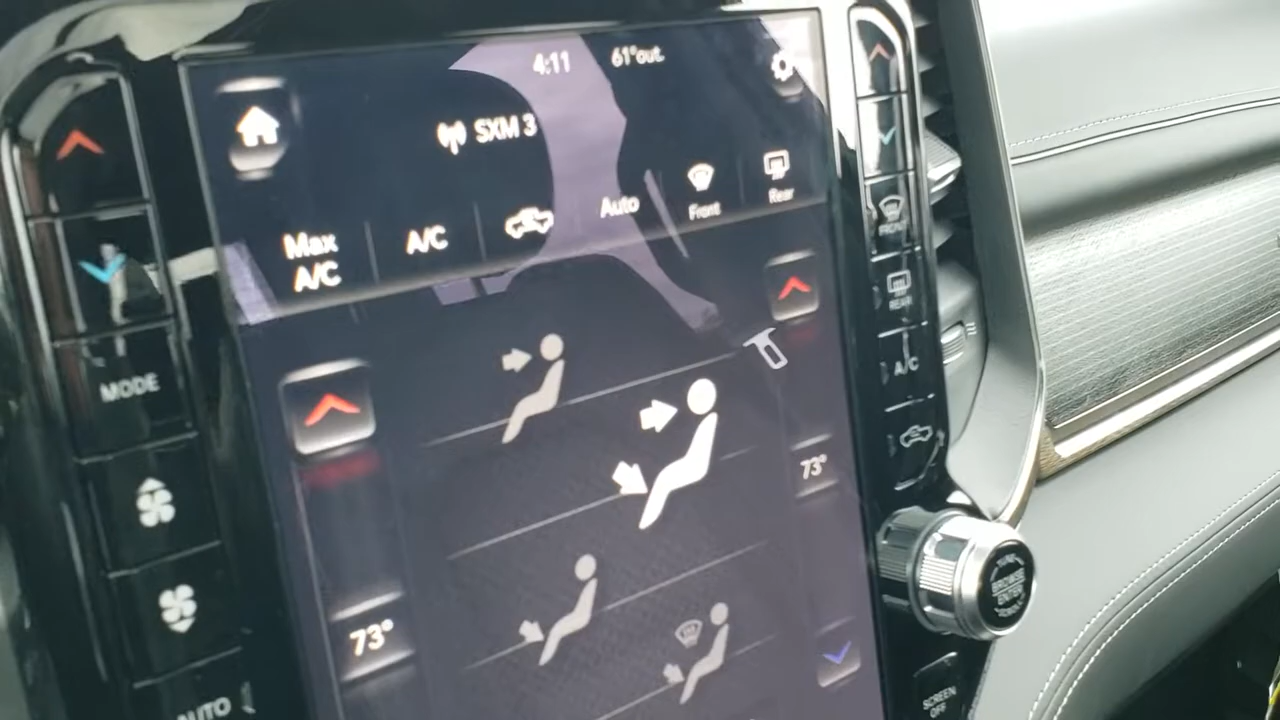 4:11 61°out.
SXM 3
Max
A/C
A/C
Auto
Front
Rear
MODE
73°
73°
AUTO
FRONT
REAR
A/C
BROWSE
ENTER
SCREEN
OFF